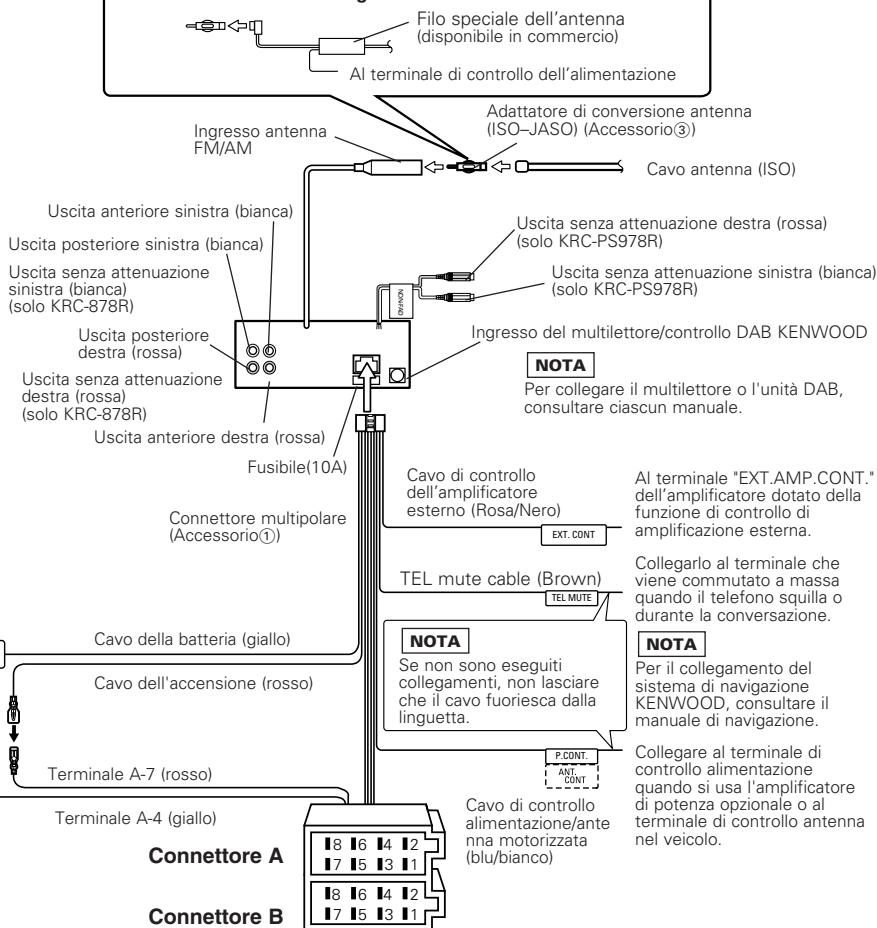 Filo speciale dell'antenna
(disponibile in commercio)
Al terminale di controllo dell'alimentazione
Adattatore di conversione antenna
(ISO–JASO) (Accessorio③)
Ingresso antenna
FM/AM
Cavo antenna (ISO)
Uscita anteriore sinistra (bianca)
Uscita posteriore sinistra (bianca)
Uscita senza attenuazione
sinistra (bianca)
(solo KRC-878R)
Uscita posteriore
destra (rossa)
Uscita senza attenuazione
destra (rossa)
(solo KRC-878R)
Uscita anteriore destra (rossa)
Uscita senza attenuazione destra (rossa)
(solo KRC-PS978R)
Uscita senza attenuazione sinistra (bianca)
(solo KRC-PS978R)
NONFAD
Ingresso del multilettore/controllo DAB KENWOOD
NOTA
Per collegare il multilettore o l'unità DAB,
consultare ciascun manuale.
Fusibile(10A)
Connettore multipolare
(Accessorio①)
Cavo di controllo
dell'amplificatore
esterno (Rosa/Nero)
EXT. CONT
Al terminale "EXT.AMP.CONT."
dell'amplificatore dotato della
funzione di controllo di
amplificazione esterna.
TEL mute cable (Brown)
TEL MUTE
Collegarlo al terminale che
viene commutato a massa
quando il telefono squilla o
durante la conversazione.
NOTA
Se non sono eseguiti
collegamenti, non lasciare
che il cavo fuoriesca dalla
linguetta.
NOTA
Per il collegamento del
sistema di navigazione
KENWOOD, consultare il
manuale di navigazione.
Cavo della batteria (giallo)
Cavo dell'accensione (rosso)
P.CONT.
ANT.
CONT
Cavo di controllo
alimentazione/ante
nna motorizzata
(blu/bianco)
Collegare al terminale di
controllo alimentazione
quando si usa l'amplificatore
di potenza opzionale o al
terminale di controllo antenna
nel veicolo.
Terminale A-7 (rosso)
Terminale A-4 (giallo)
Connettore A
8 6 4 2
7 5 3 1
Connettore B
8 6 4 2
7 5 3 1